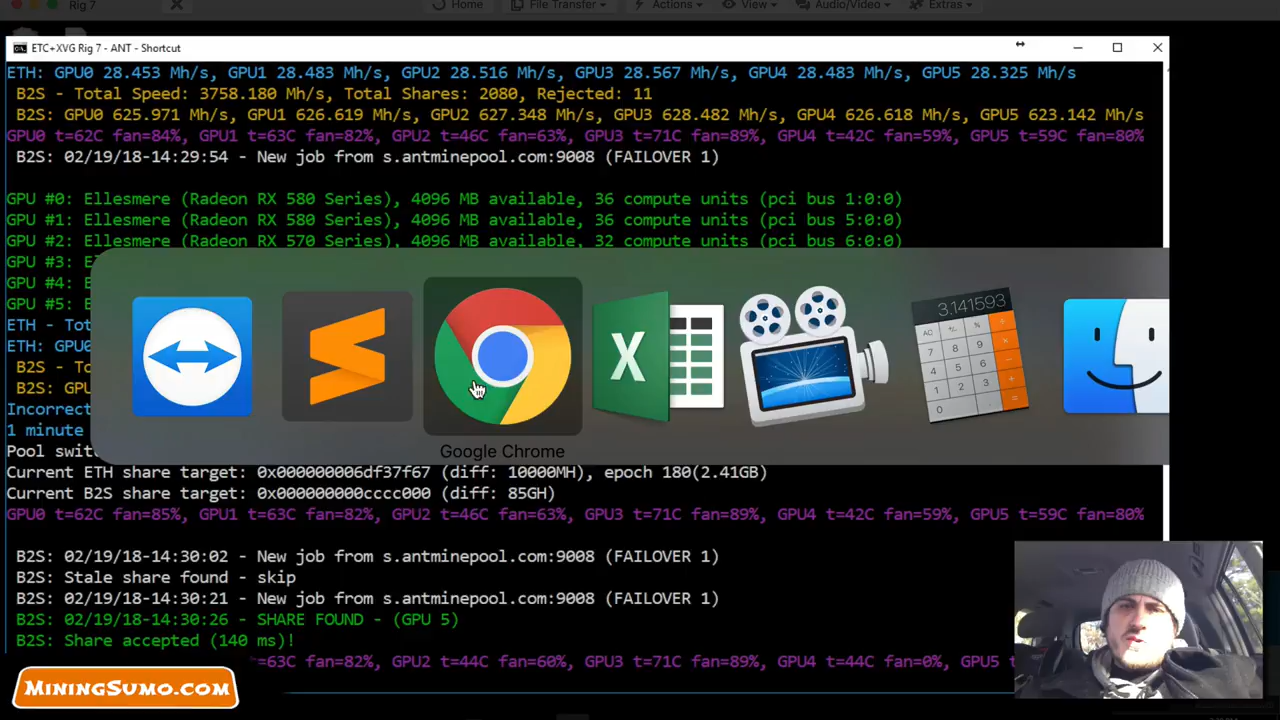 Rig 7
Home File Transfer Actions View Audio/Video Extras
ETC+XVG Rig 7 - ANT - Shortcut
ETH: GPU0 28.453 Mh/s, GPU1 28.483 Mh/s, GPU2 28.516 Mh/s, GPU3 28.567 Mh/s, GPU4 28.483 Mh/s, GPU5 28.325 Mh/s
B2S - Total Speed: 3758.180 Mh/s, Total Shares: 2080, Rejected: 11
B2S: GPU0 625.971 Mh/s, GPU1 626.619 Mh/s, GPU2 627.348 Mh/s, GPU3 628.482 Mh/s, GPU4 626.618 Mh/s, GPU5 623.142 Mh/s
GPU0 t=62C fan=84%, GPU1 t=63C fan=82%, GPU2 t=46C fan=63%, GPU3 t=71C fan=89%, GPU4 t=42C fan=59%, GPU5 t=59C fan=80%
B2S: 02/19/18-14:29:54 - New job from s.antminepool.com:9008 (FAILOVER 1)
GPU #0: Ellesmere (Radeon RX 580 Series), 4096 MB available, 36 compute units (pci bus 1:0:0)
GPU #1: Ellesmere (Radeon RX 580 Series), 4096 MB available, 36 compute units (pci bus 5:0:0)
GPU #2: Ellesmere (Radeon RX 570 Series), 4096 MB available, 32 compute units (pci bus 6:0:0)
GPU #3: El
GPU #4:
GPU #5:
ETH - Tot
ETH: GPU0
B2S - To
B2S: GPU
Incorrect
1 minute
Pool swit
3.141593
Google Chrome
Current ETH share target: 0x000000006df37f67 (diff: 10000MH), epoch 180(2.41GB)
Current B2S share target: 0x000000000cccc000 (diff: 85GH)
GPU0 t=62C fan=85%, GPU1 t=63C fan=82%, GPU2 t=46C fan=63%, GPU3 t=71C fan=89%, GPU4 t=42C fan=59%, GPU5 t=59C fan=80%
B2S: 02/19/18-14:30:02 - New job from s.antminepool.com:9008 (FAILOVER 1)
B2S: Stale share found - skip
B2S: 02/19/18-14:30:21 - New job from s.antminepool.com:9008 (FAILOVER 1)
B2S: 02/19/18-14:30:26 - SHARE FOUND - (GPU 5)
B2S: Share accepted (140 ms)!
=63C fan=82%, GPU2 t=44C fan=60%, GPU3 t=71C fan=89%, GPU4 t=44C fan=0%, GPU5 t
MININGSUMO.COM